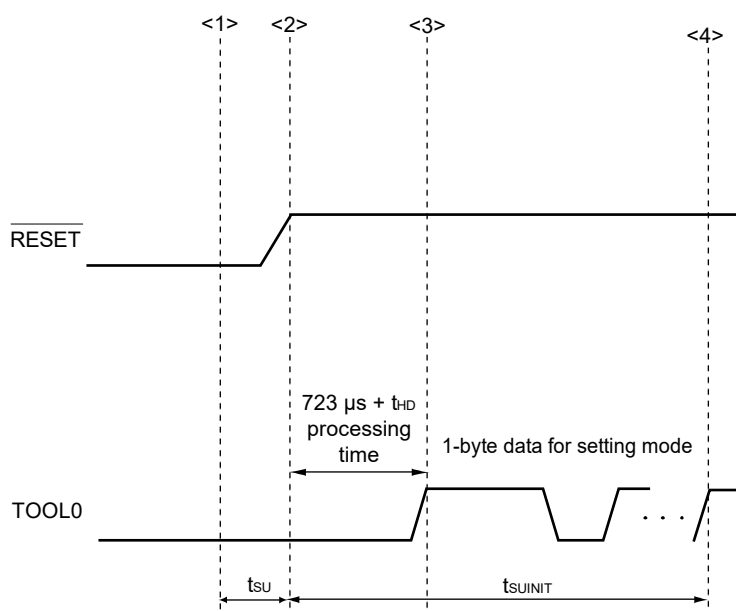 <1> <2> <3> <4>
RESET
723 µs + tHD
processing
time
1-byte data for setting mode
TOOL0
. . .
tSU tSUINIT